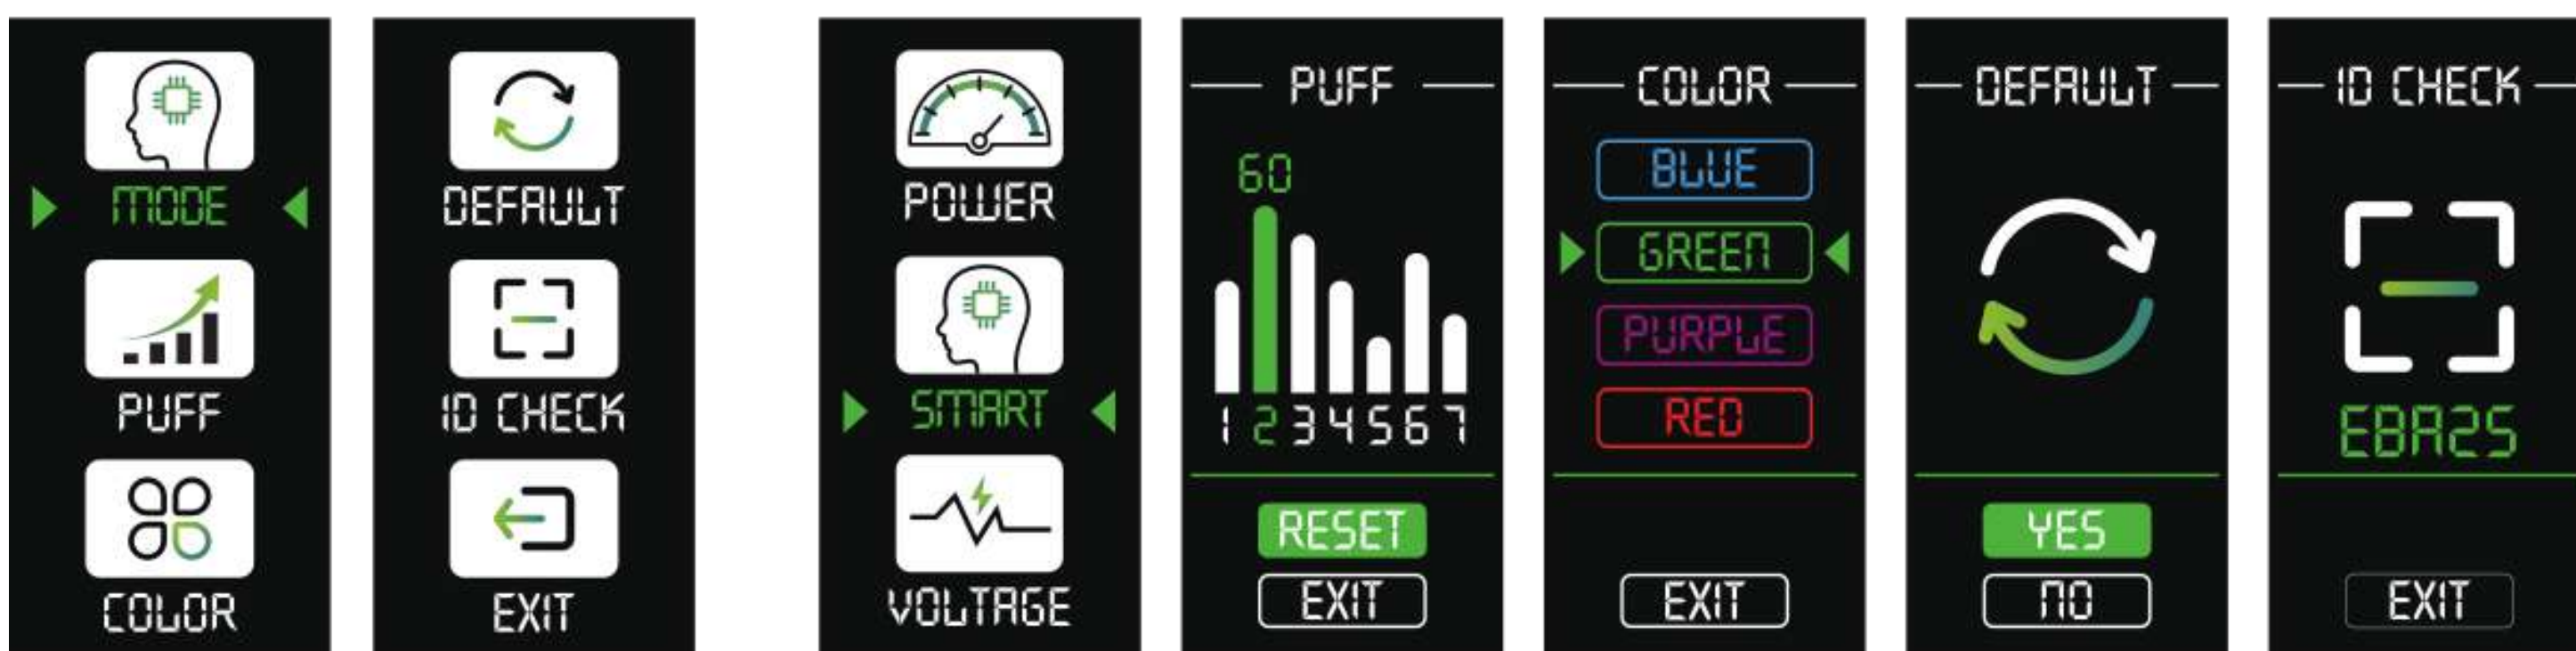 MODE
PUFF
COLOR
DEFAULT
ID CHECK
EXIT
POWER
SMART
VOLTAGE
PUFF
60
1 2 3 4 5 6 7
RESET
EXIT
COLOR
BLUE
GREEN
PURPLE
RED
EXIT
DEFAULT
YES
NO
ID CHECK
EBA25
EXIT